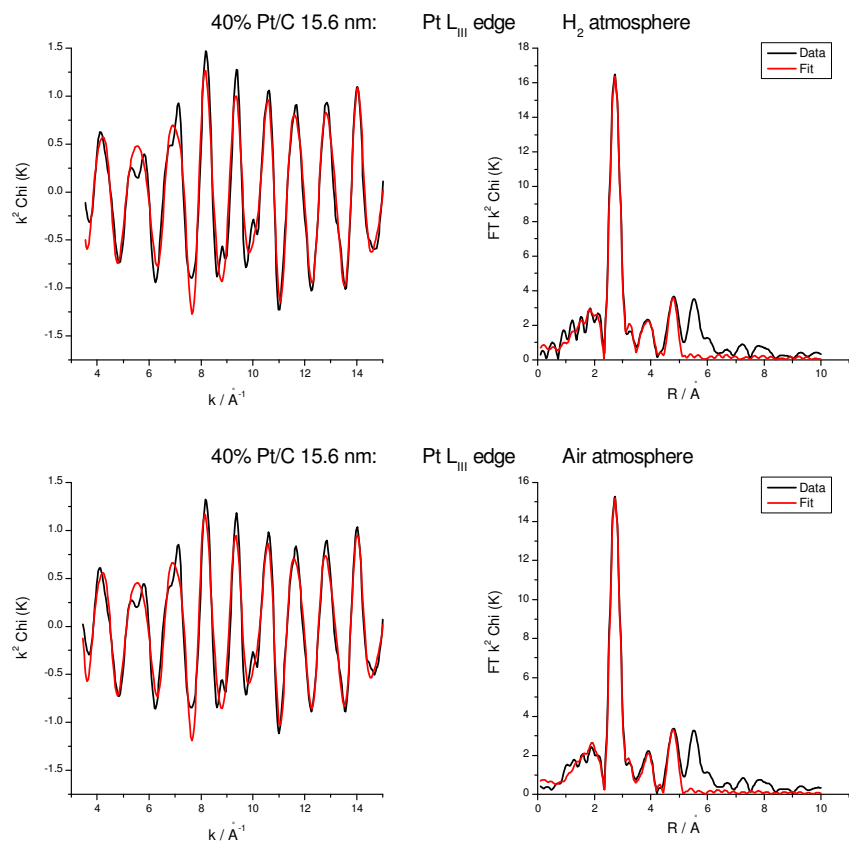 40% Pt/C 15.6 nm: Pt L_III edge H₂ atmosphere
1.5
1.0
0.5
0.0
-0.5
-1.0
-1.5
k² Chi (K)
4 6 8 10 12 14
k / Å⁻¹
18
16
14
12
10
8
6
4
2
0
FT k² Chi (K)
Data
Fit
0 2 4 6 8 10
R / Å
40% Pt/C 15.6 nm: Pt L_III edge Air atmosphere
1.5
1.0
0.5
0.0
-0.5
-1.0
-1.5
k² Chi (K)
4 6 8 10 12 14
k / Å⁻¹
16
14
12
10
8
6
4
2
0
FT k² Chi (K)
Data
Fit
0 2 4 6 8 10
R / Å